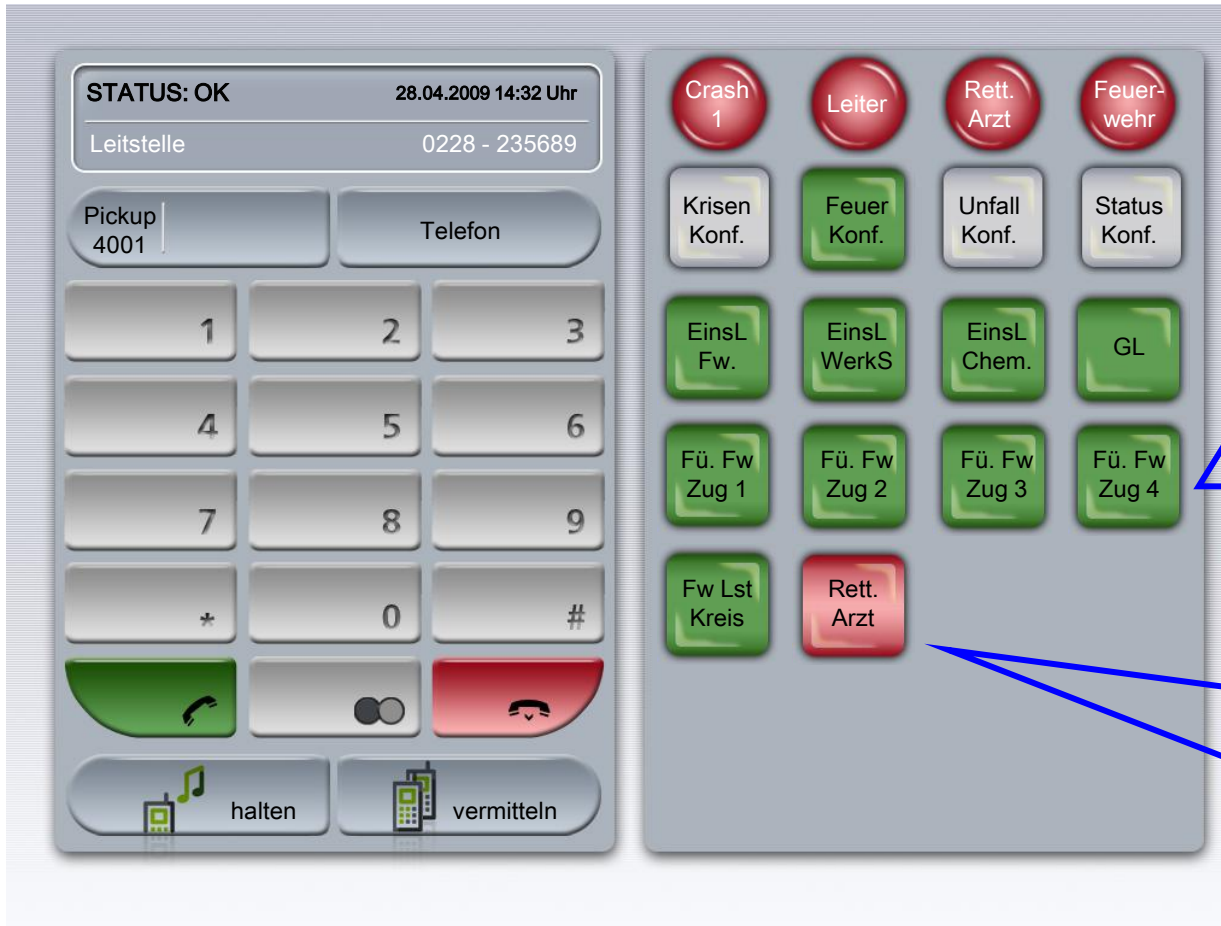 STATUS: OK 28.04.2009 14:32 Uhr
Leitstelle 0228 - 235689
Pickup
4001
Telefon
1 2 3
4 5 6
7 8 9
* 0 #
halten vermitteln
Crash
1
Leiter
Rett.
Arzt
Feuer-
wehr
Krisen
Konf.
Feuer
Konf.
Unfall
Konf.
Status
Konf.
EinsL
Fw.
EinsL
WerkS
EinsL
Chem.
GL
Fü. Fw
Zug 1
Fü. Fw
Zug 2
Fü. Fw
Zug 3
Fü. Fw
Zug 4
Fw Lst
Kreis
Rett.
Arzt